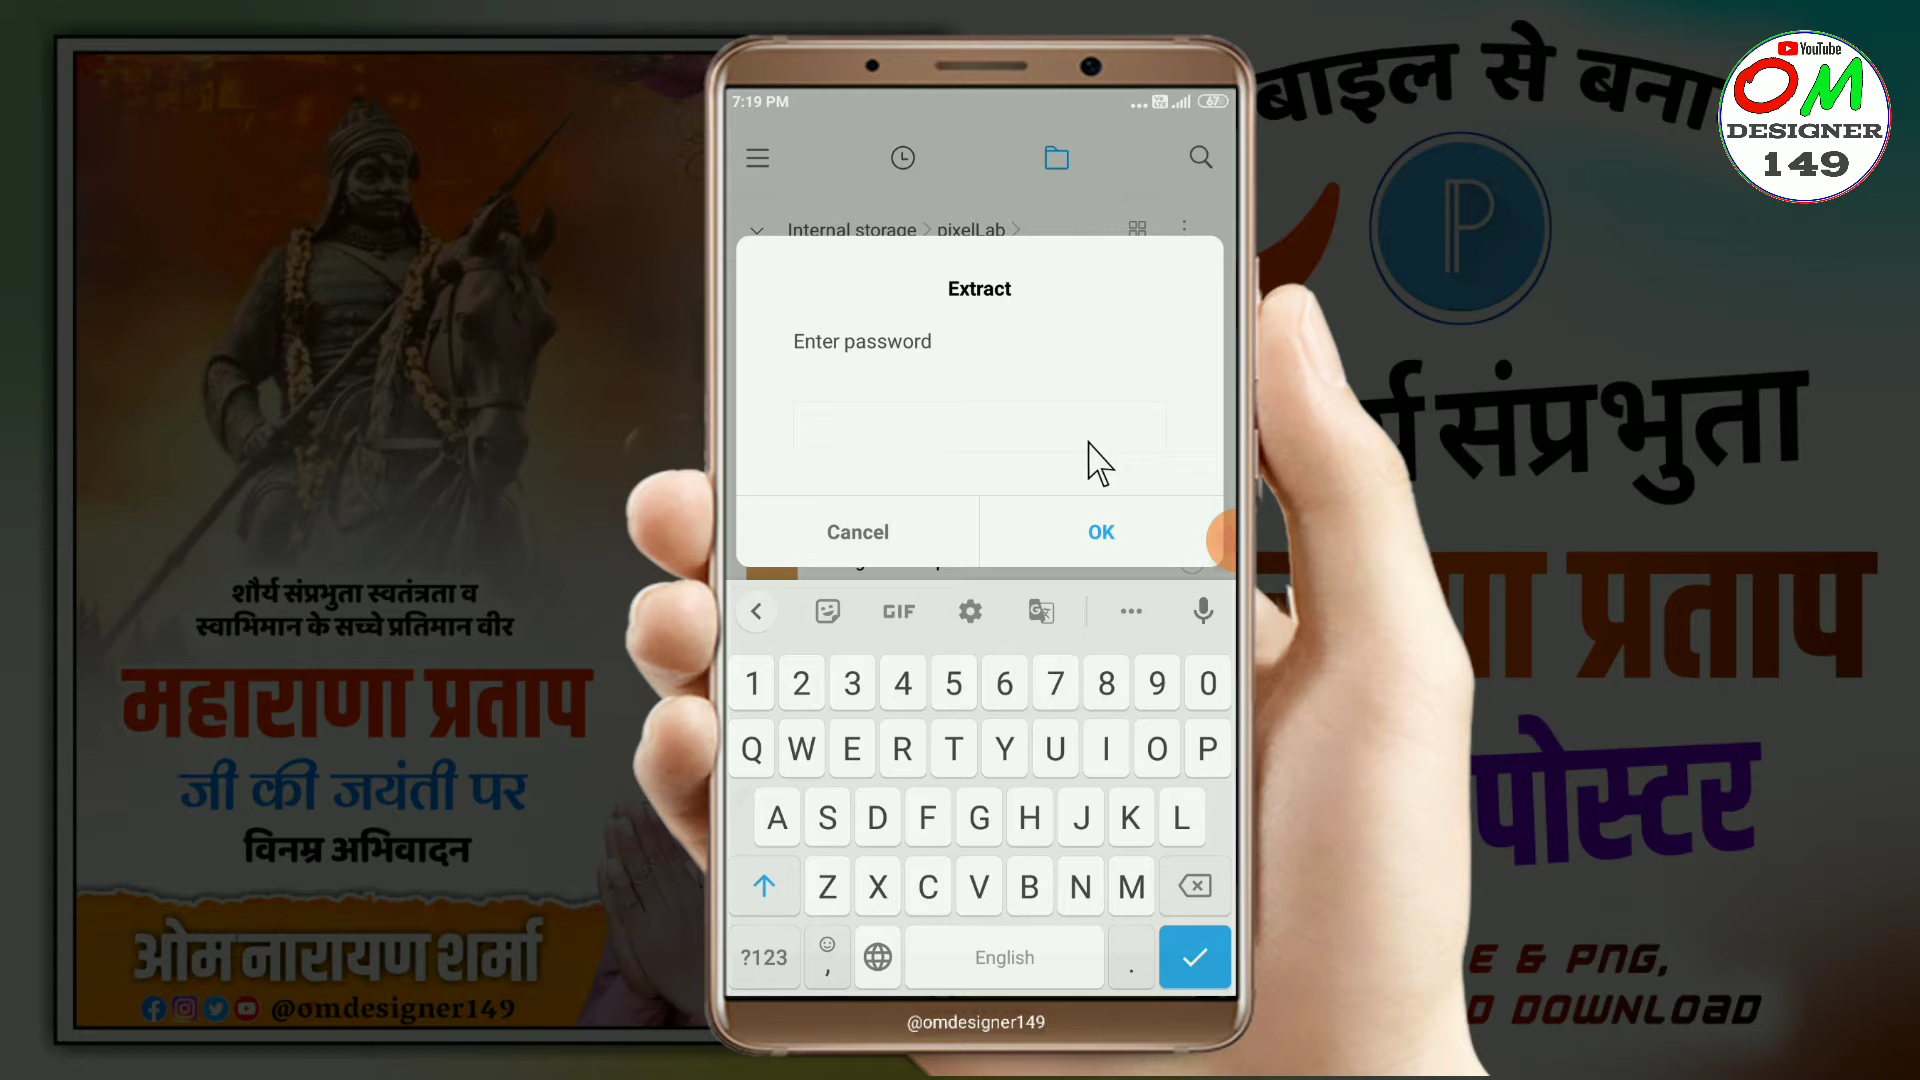 शौर्य संप्रभुता स्वतंत्रता व
स्वाभिमान के सच्चे प्रतिमान वीर
महाराणा प्रताप
जी की जयंती पर
विनम्र अभिवादन
ओम नारायण शर्मा
@omdesigner149
7:19 PM
67
Internal storage > pixelLab >
Extract
Enter password
Cancel
OK
GIF
1 2 3 4 5 6 7 8 9 0
Q W E R T Y U I O P
A S D F G H J K L
Z X C V B N M
?123 , English .
@omdesigner149
बाइल से बना
P
संप्रभुता
प्रताप
पोस्टर
E & PNG,
DOWNLOAD
YouTube
OM
DESIGNER
149